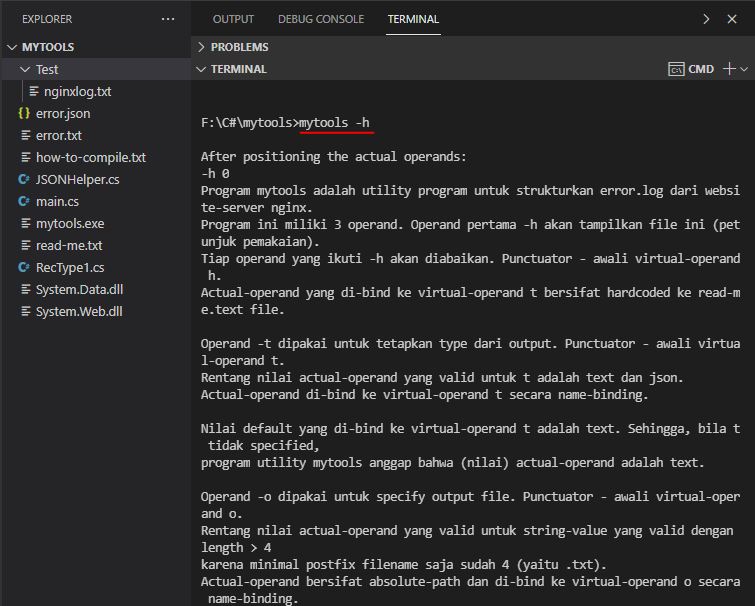 EXPLORER
MYTOOLS
Test
nginxlog.txt
{} error.json
error.txt
how-to-compile.txt
C# JSONHelper.cs
C# main.cs
mytools.exe
read-me.txt
C# RecType1.cs
System.Data.dll
System.Web.dll
OUTPUT DEBUG CONSOLE TERMINAL
PROBLEMS
TERMINAL CMD
F:\C#\mytools>mytools -h
After positioning the actual operands:
-h 0
Program mytools adalah utility program untuk strukturkan error.log dari websi
te-server nginx.
Program ini miliki 3 operand. Operand pertama -h akan tampilkan file ini (pet
unjuk pemakaian).
Tiap operand yang ikuti -h akan diabaikan. Punctuator - awali virtual-operand
h.
Actual-operand yang di-bind ke virtual-operand t bersifat hardcoded ke read-m
e.text file.
Operand -t dipakai untuk tetapkan type dari output. Punctuator - awali virtua
l-operand t.
Rentang nilai actual-operand yang valid untuk t adalah text dan json.
Actual-operand di-bind ke virtual-operand t secara name-binding.
Nilai default yang di-bind ke virtual-operand t adalah text. Sehingga, bila t
tidak specified,
program utility mytools anggap bahwa (nilai) actual-operand adalah text.
Operand -o dipakai untuk specify output file. Punctuator - awali virtual-oper
and o.
Rentang nilai actual-operand yang valid untuk string-value yang valid dengan
length > 4
karena minimal postfix filename saja sudah 4 (yaitu .txt).
Actual-operand bersifat absolute-path dan di-bind ke virtual-operand o secara
name-binding.